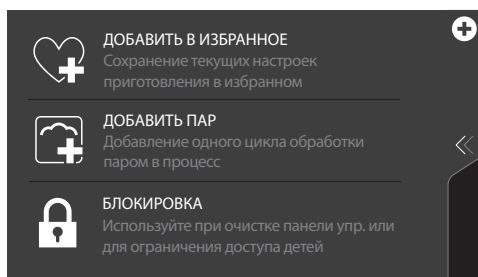 ДОБАВИТЬ В ИЗБРАННОЕ
Сохранение текущих настроек
приготовления в избранном
ДОБАВИТЬ ПАР
Добавление одного цикла обработки
паром в процесс
БЛОКИРОВКА
Используйте при очистке панели упр. или
для ограничения доступа детей